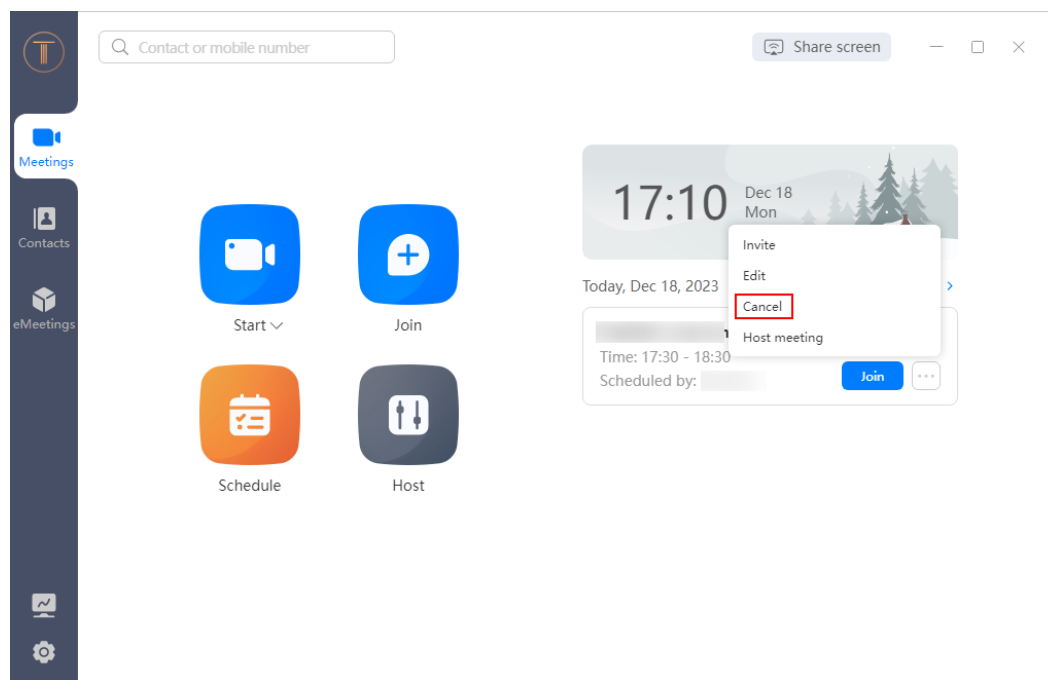 Contact or mobile number
Share screen
Meetings
Contacts
eMeetings
Start
Join
Schedule
Host
17:10
Dec 18
Mon
Invite
Edit
Cancel
Host meeting
Today, Dec 18, 2023
Time: 17:30 - 18:30
Scheduled by:
Join